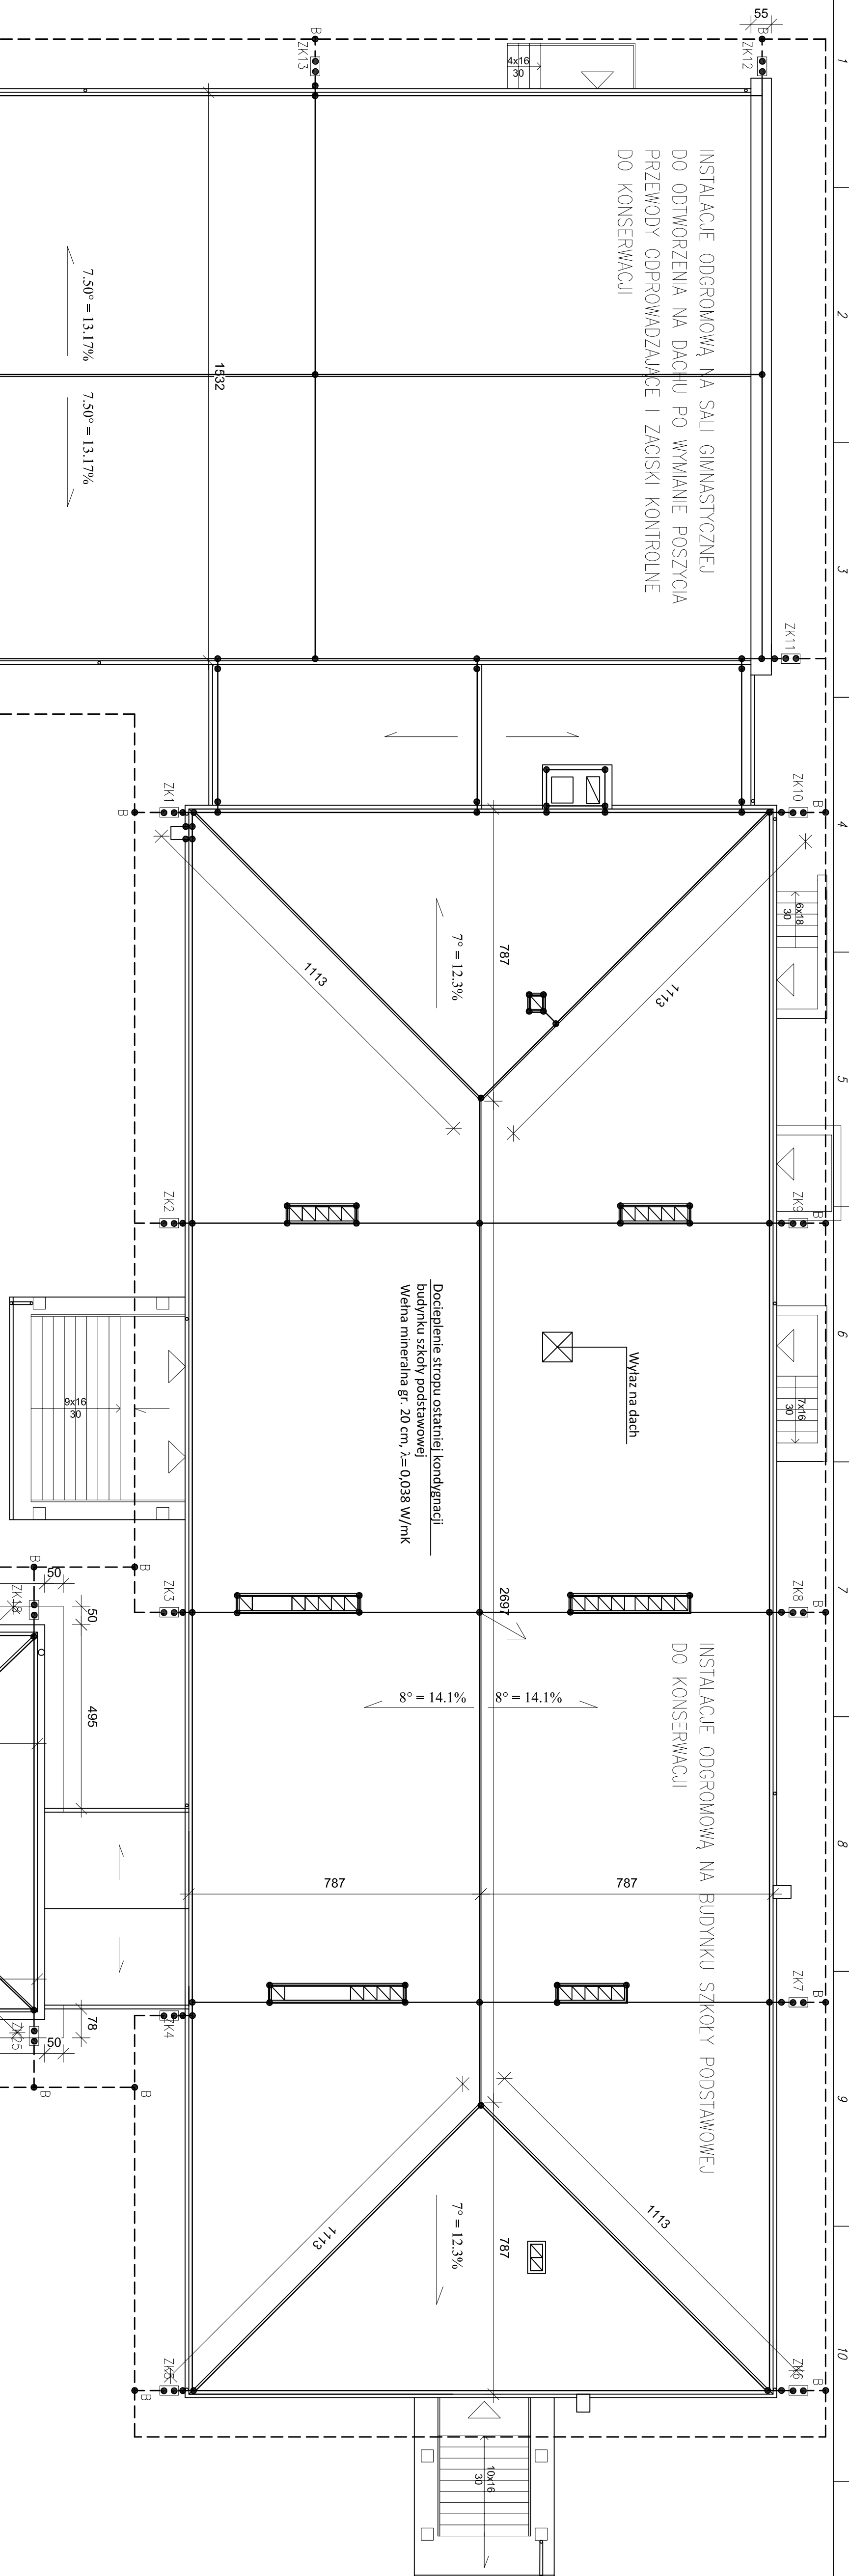 1
2
3
4
5
6
7
8
9
10
55
B
ZK12
B
ZK13
4x16
30
INSTALACJE ODGROMOWĄ NA SALI GIMNASTYCZNEJ
DO ODTWORZENIA NA DACHU PO WYMIANIE POSZYCIA
PRZEWODY ODPROWADZAJACE I ZACISKI KONTROLNE
DO KONSERWACJI
7.50° = 13.17%
7.50° = 13.17%
1532
ZK11
ZK10
B
ZK1
B
6x18
30
787
7° = 12.3%
1113
1113
ZK9
B
ZK2
Wyłaz na dach
Docieplenie stropu ostatniej kondygnacji
budynku szkoły podstawowej
Wełna mineralna gr. 20 cm, λ= 0,038 W/mK
7x16
30
9x16
30
B
B
50
50
ZK18
ZK3
ZK8
B
2697
INSTALACJE ODGROMOWĄ NA BUDYNKU SZKOŁY PODSTAWOWEJ
DO KONSERWACJI
8° = 14.1%
8° = 14.1%
495
787
787
ZK7
B
ZK4
78
50
ZK25
B
B
1113
1113
7° = 12.3%
787
ZK5
B
ZK6
B
10x16
30